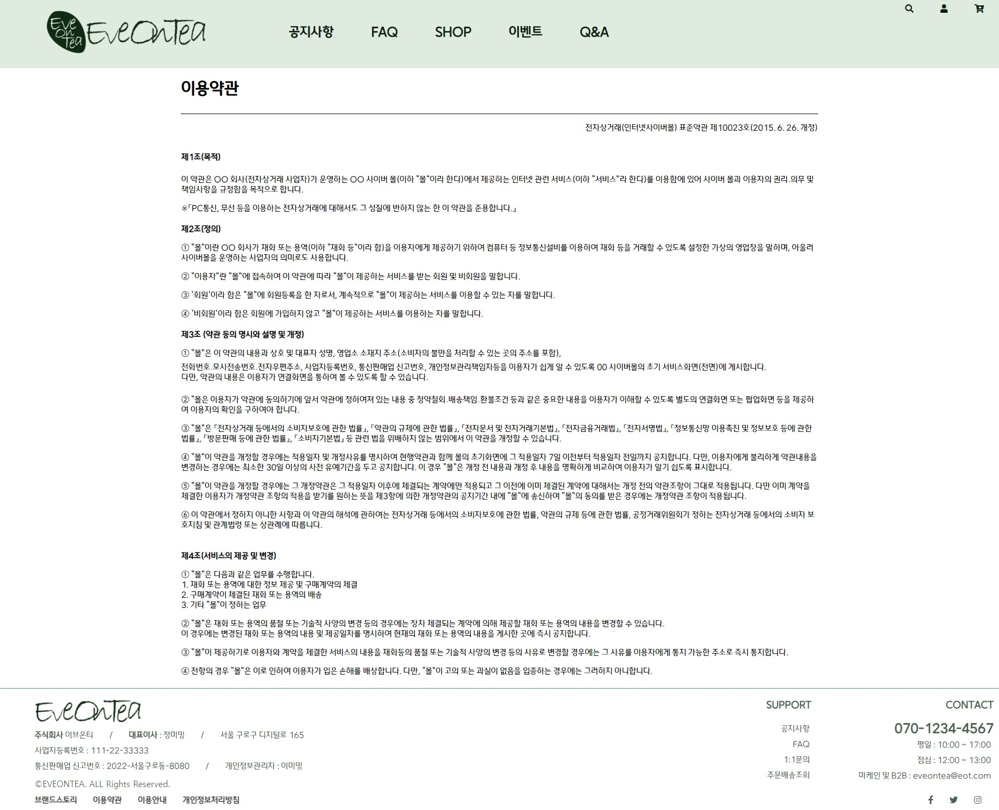 Eve On Tea EveOnTea
공지사항 FAQ SHOP 이벤트 Q&A
이용약관
전자상거래(인터넷사이버몰) 표준약관 제10023호(2015. 6. 26. 개정)
제1조(목적)
이 약관은 OO 회사(전자상거래 사업자)가 운영하는 OO 사이버 몰(이하 "몰"이라 한다)에서 제공하는 인터넷 관련 서비스(이하 "서비스"라 한다)를 이용함에 있어 사이버 몰과 이용자의 권리.의무 및
책임사항을 규정함을 목적으로 합니다.
※「PC통신, 무선 등을 이용하는 전자상거래에 대해서도 그 성질에 반하지 않는 한 이 약관을 준용합니다.」
제2조(정의)
① "몰"이란 OO 회사가 재화 또는 용역(이하 "재화 등"이라 함)을 이용자에게 제공하기 위하여 컴퓨터 등 정보통신설비를 이용하여 재화 등을 거래할 수 있도록 설정한 가상의 영업장을 말하며, 아울러
사이버몰을 운영하는 사업자의 의미로도 사용합니다.
② "이용자"란 "몰"에 접속하여 이 약관에 따라 "몰"이 제공하는 서비스를 받는 회원 및 비회원을 말합니다.
③ '회원'이라 함은 "몰"에 회원등록을 한 자로서, 계속적으로 "몰"이 제공하는 서비스를 이용할 수 있는 자를 말합니다.
④ '비회원'이라 함은 회원에 가입하지 않고 "몰"이 제공하는 서비스를 이용하는 자를 말합니다.
제3조 (약관 등의 명시와 설명 및 개정)
① "몰"은 이 약관의 내용과 상호 및 대표자 성명, 영업소 소재지 주소(소비자의 불만을 처리할 수 있는 곳의 주소를 포함),
전화번호.모사전송번호.전자우편주소, 사업자등록번호, 통신판매업 신고번호, 개인정보관리책임자등을 이용자가 쉽게 알 수 있도록 00 사이버몰의 초기 서비스화면(전면)에 게시합니다.
다만, 약관의 내용은 이용자가 연결화면을 통하여 볼 수 있도록 할 수 있습니다.
② "몰은 이용자가 약관에 동의하기에 앞서 약관에 정하여져 있는 내용 중 청약철회.배송책임.환불조건 등과 같은 중요한 내용을 이용자가 이해할 수 있도록 별도의 연결화면 또는 팝업화면 등을 제공하
여 이용자의 확인을 구하여야 합니다.
③ "몰"은 「전자상거래 등에서의 소비자보호에 관한 법률」, 「약관의 규제에 관한 법률」, 「전자문서 및 전자거래기본법」, 「전자금융거래법」, 「전자서명법」, 「정보통신망 이용촉진 및 정보보호 등에 관한
법률」, 「방문판매 등에 관한 법률」, 「소비자기본법」 등 관련 법을 위배하지 않는 범위에서 이 약관을 개정할 수 있습니다.
④ "몰"이 약관을 개정할 경우에는 적용일자 및 개정사유를 명시하여 현행약관과 함께 몰의 초기화면에 그 적용일자 7일 이전부터 적용일자 전일까지 공지합니다. 다만, 이용자에게 불리하게 약관내용을
변경하는 경우에는 최소한 30일 이상의 사전 유예기간을 두고 공지합니다. 이 경우 "몰"은 개정 전 내용과 개정 후 내용을 명확하게 비교하여 이용자가 알기 쉽도록 표시합니다.
⑤ "몰"이 약관을 개정할 경우에는 그 개정약관은 그 적용일자 이후에 체결되는 계약에만 적용되고 그 이전에 이미 체결된 계약에 대해서는 개정 전의 약관조항이 그대로 적용됩니다. 다만 이미 계약을
체결한 이용자가 개정약관 조항의 적용을 받기를 원하는 뜻을 제3항에 의한 개정약관의 공지기간 내에 "몰"에 송신하여 "몰"의 동의를 받은 경우에는 개정약관 조항이 적용됩니다.
⑥ 이 약관에서 정하지 아니한 사항과 이 약관의 해석에 관하여는 전자상거래 등에서의 소비자보호에 관한 법률, 약관의 규제 등에 관한 법률, 공정거래위원회가 정하는 전자상거래 등에서의 소비자 보
호지침 및 관계법령 또는 상관례에 따릅니다.
제4조(서비스의 제공 및 변경)
① "몰"은 다음과 같은 업무를 수행합니다.
1. 재화 또는 용역에 대한 정보 제공 및 구매계약의 체결
2. 구매계약이 체결된 재화 또는 용역의 배송
3. 기타 "몰"이 정하는 업무
② "몰"은 재화 또는 용역의 품절 또는 기술적 사양의 변경 등의 경우에는 장차 체결되는 계약에 의해 제공할 재화 또는 용역의 내용을 변경할 수 있습니다.
이 경우에는 변경된 재화 또는 용역의 내용 및 제공일자를 명시하여 현재의 재화 또는 용역의 내용을 게시한 곳에 즉시 공지합니다.
③ "몰"이 제공하기로 이용자와 계약을 체결한 서비스의 내용을 재화등의 품절 또는 기술적 사양의 변경 등의 사유로 변경할 경우에는 그 사유를 이용자에게 통지 가능한 주소로 즉시 통지합니다.
④ 전항의 경우 "몰"은 이로 인하여 이용자가 입은 손해를 배상합니다. 다만, "몰"이 고의 또는 과실이 없음을 입증하는 경우에는 그러하지 아니합니다.
EveOnTea
주식회사 이브온티 / 대표이사 : 정미밍 / 서울 구로구 디지털로 165
사업자등록번호 : 111-22-33333
통신판매업 신고번호 : 2022-서울구로동-8080 / 개인정보관리자 : 이미밍
©EVEONTEA. ALL Rights Reserved.
브랜드스토리 이용약관 이용안내 개인정보처리방침
SUPPORT
공지사항
FAQ
1:1문의
주문배송조회
CONTACT
070-1234-4567
평일 : 10:00 ~ 17:00
점심 : 12:00 ~ 13:00
마케인 및 B2B : eveontea@eot.com